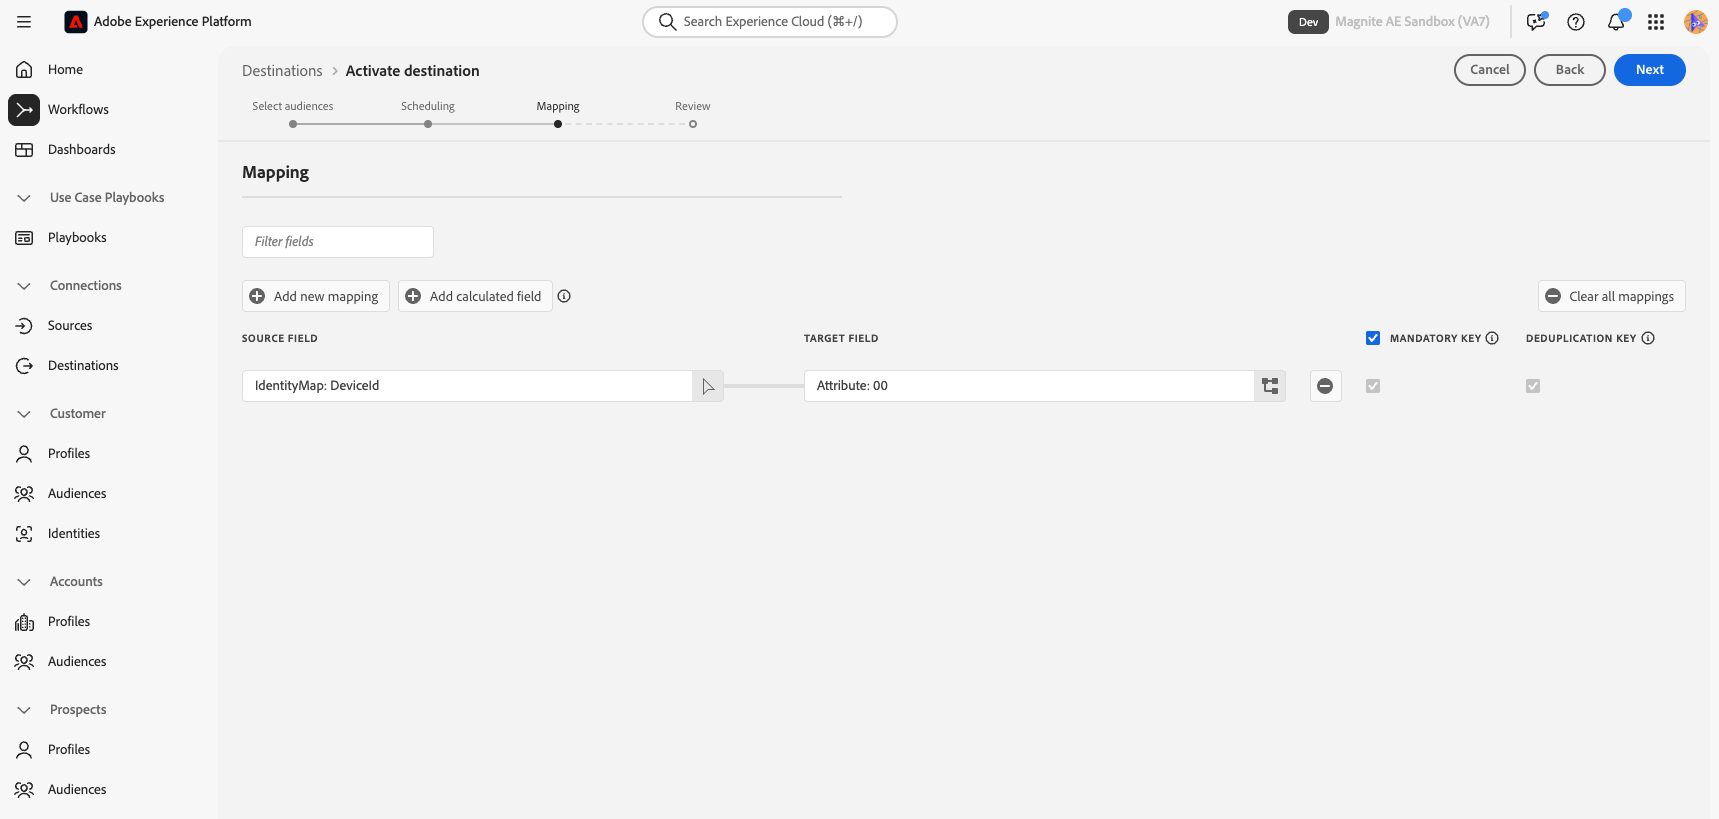 Adobe Experience Platform
Search Experience Cloud (⌘+/)
Dev
Magnite AE Sandbox (VA7)
Home
Workflows
Dashboards
Use Case Playbooks
Playbooks
Connections
Sources
Destinations
Customer
Profiles
Audiences
Identities
Accounts
Profiles
Audiences
Prospects
Profiles
Audiences
Destinations > Activate destination
Cancel
Back
Next
Select audiences
Scheduling
Mapping
Review
Mapping
Filter fields
Add new mapping
Add calculated field
Clear all mappings
SOURCE FIELD
TARGET FIELD
MANDATORY KEY
DEDUPLICATION KEY
IdentityMap: DeviceId
Attribute: 00